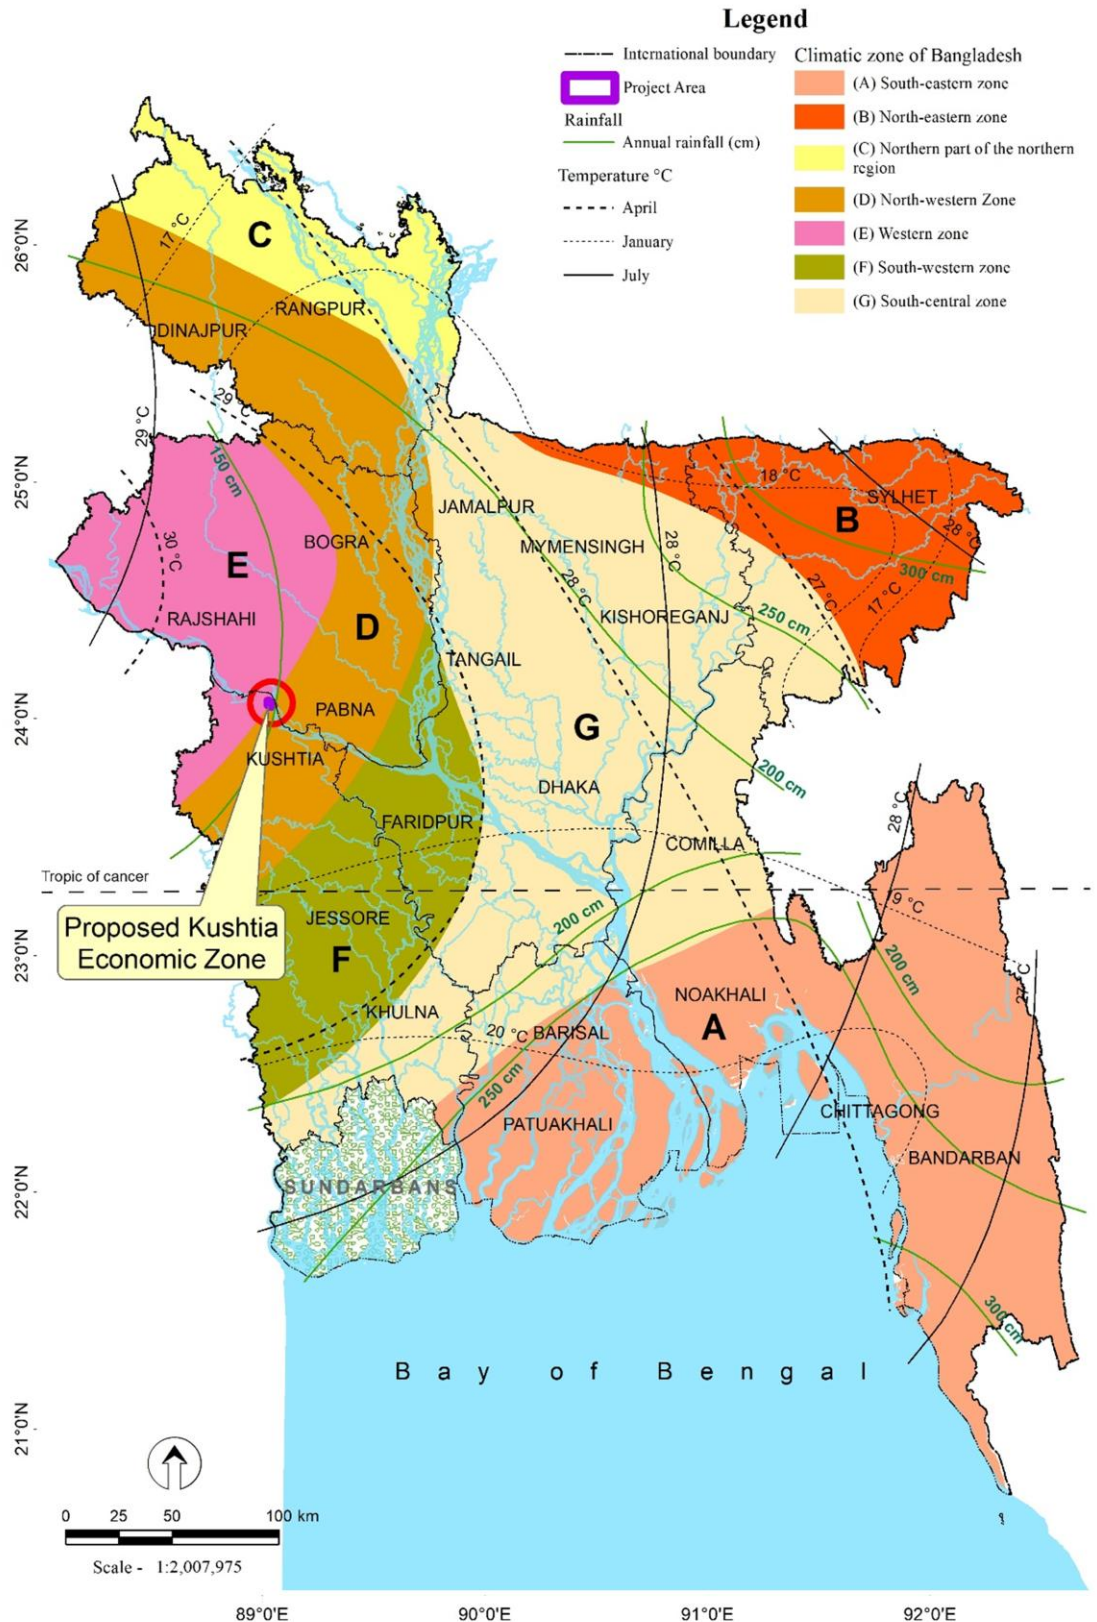 Legend
International boundary
Project Area
Rainfall
Annual rainfall (cm)
Temperature °C
April
January
July
Climatic zone of Bangladesh
(A) South-eastern zone
(B) North-eastern zone
(C) Northern part of the northern
region
(D) North-western Zone
(E) Western zone
(F) South-western zone
(G) South-central zone
26°0'N
25°0'N
24°0'N
23°0'N
22°0'N
21°0'N
17 °C
C
RANGPUR
DINAJPUR
29 °C
29 °C
150 cm
30 °C
E
BOGRA
RAJSHAHI
D
JAMALPUR
MYMENSINGH
28 °C
28 °C
KISHOREGANJ
18 °C
SYLHET
B
28 °C
300 cm
27 °C
17 °C
250 cm
TANGAIL
PABNA
KUSHTIA
G
200 cm
DHAKA
FARIDPUR
COMILLA
28 °C
Tropic of cancer
9 °C
Proposed Kushtia
Economic Zone
JESSORE
F
200 cm
200 cm
KHULNA
20 °C
BARISAL
NOAKHALI
A
250 cm
PATUAKHALI
CHITTAGONG
BANDARBAN
SUNDARBANS
300 cm
Bay of Bengal
0 25 50 100 km
Scale - 1:2,007,975
89°0'E 90°0'E 91°0'E 92°0'E